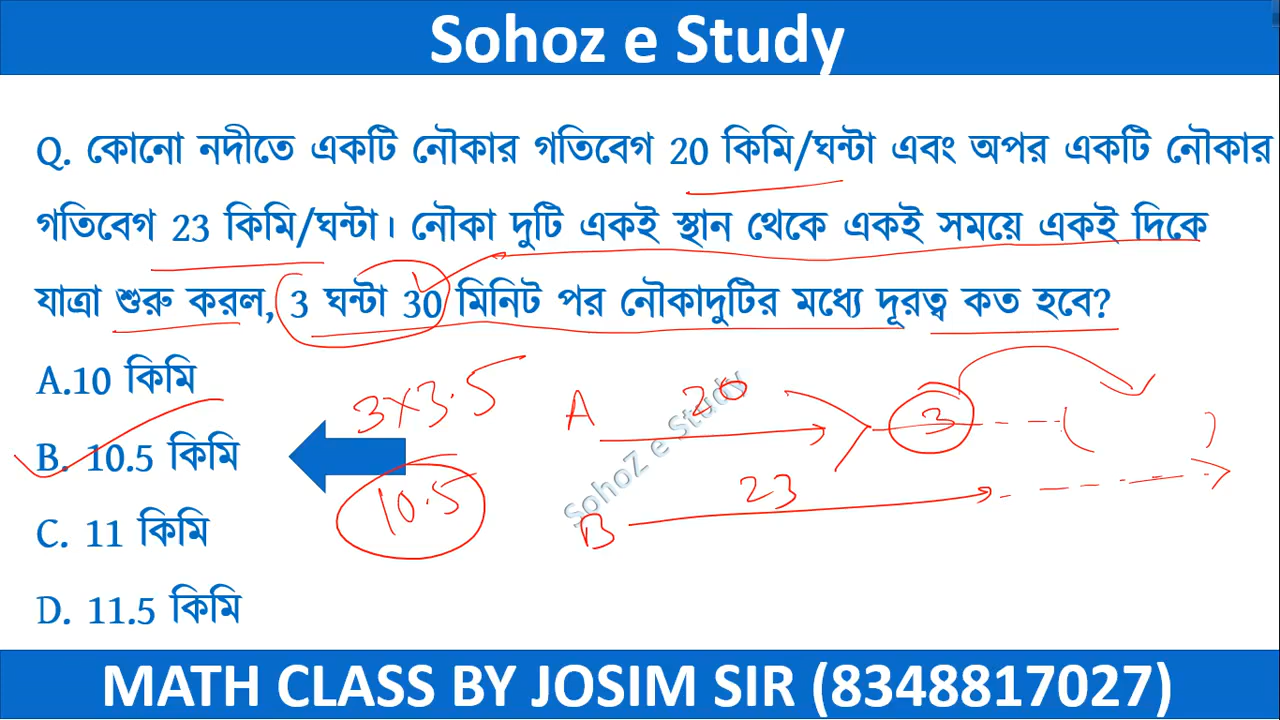 Sohoz e Study
Q. কোনো নদীতে একটি নৌকার গতিবেগ 20 কিমি/ঘন্টা এবং অপর একটি নৌকার
গতিবেগ 23 কিমি/ঘন্টা। নৌকা দুটি একই স্থান থেকে একই সময়ে একই দিকে
যাত্রা শুরু করল, 3 ঘন্টা 30 মিনিট পর নৌকাদুটির মধ্যে দূরত্ব কত হবে?
A.10 কিমি
3×3.5
A 20 3 ( )
B. 10.5 কিমি
SohoZ e Study
10.5
23
B
C. 11 কিমি
D. 11.5 কিমি
MATH CLASS BY JOSIM SIR (8348817027)